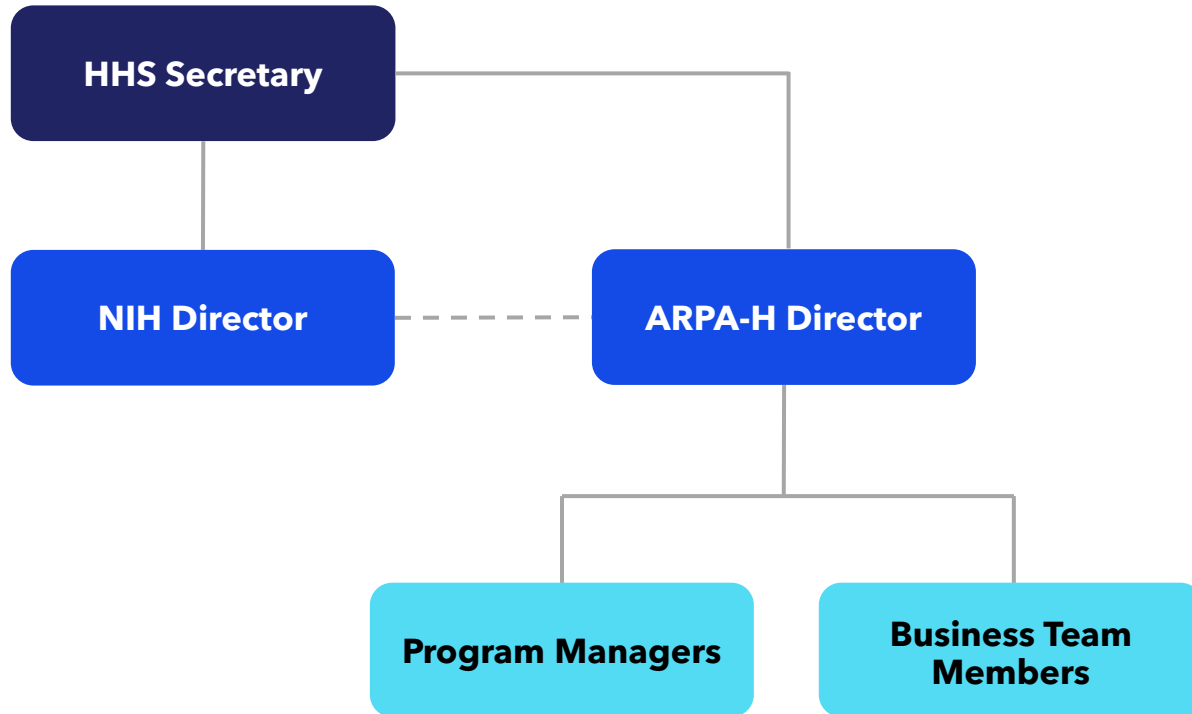 HHS Secretary
NIH Director
ARPA-H Director
Program Managers
Business Team
Members